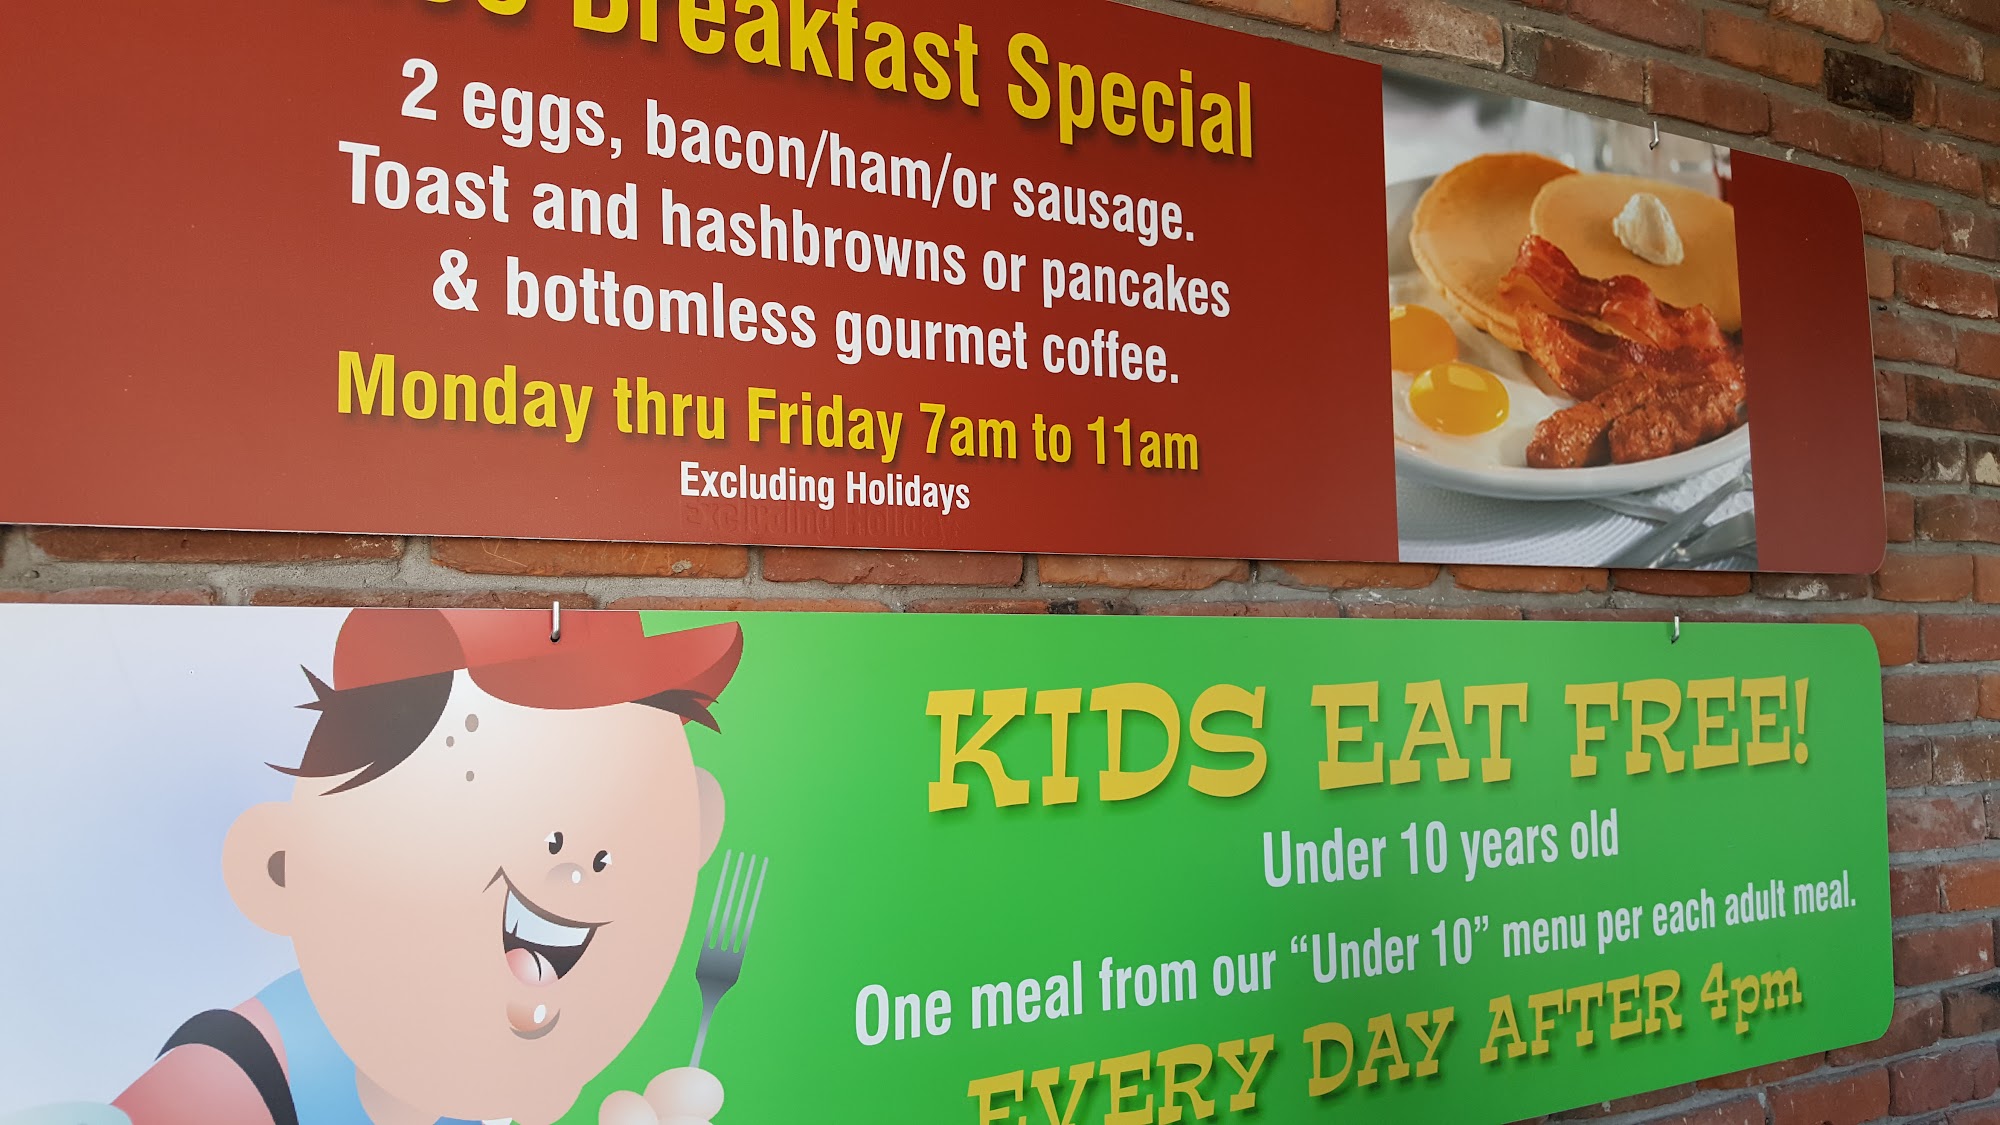 Breakfast Special
2 eggs, bacon/ham/or sausage.
Toast and hashbrowns or pancakes
& bottomless gourmet coffee.
Monday thru Friday 7am to 11am
Excluding Holidays
KIDS EAT FREE!
Under 10 years old
One meal from our “Under 10” menu per each adult meal.
EVERY DAY AFTER 4pm